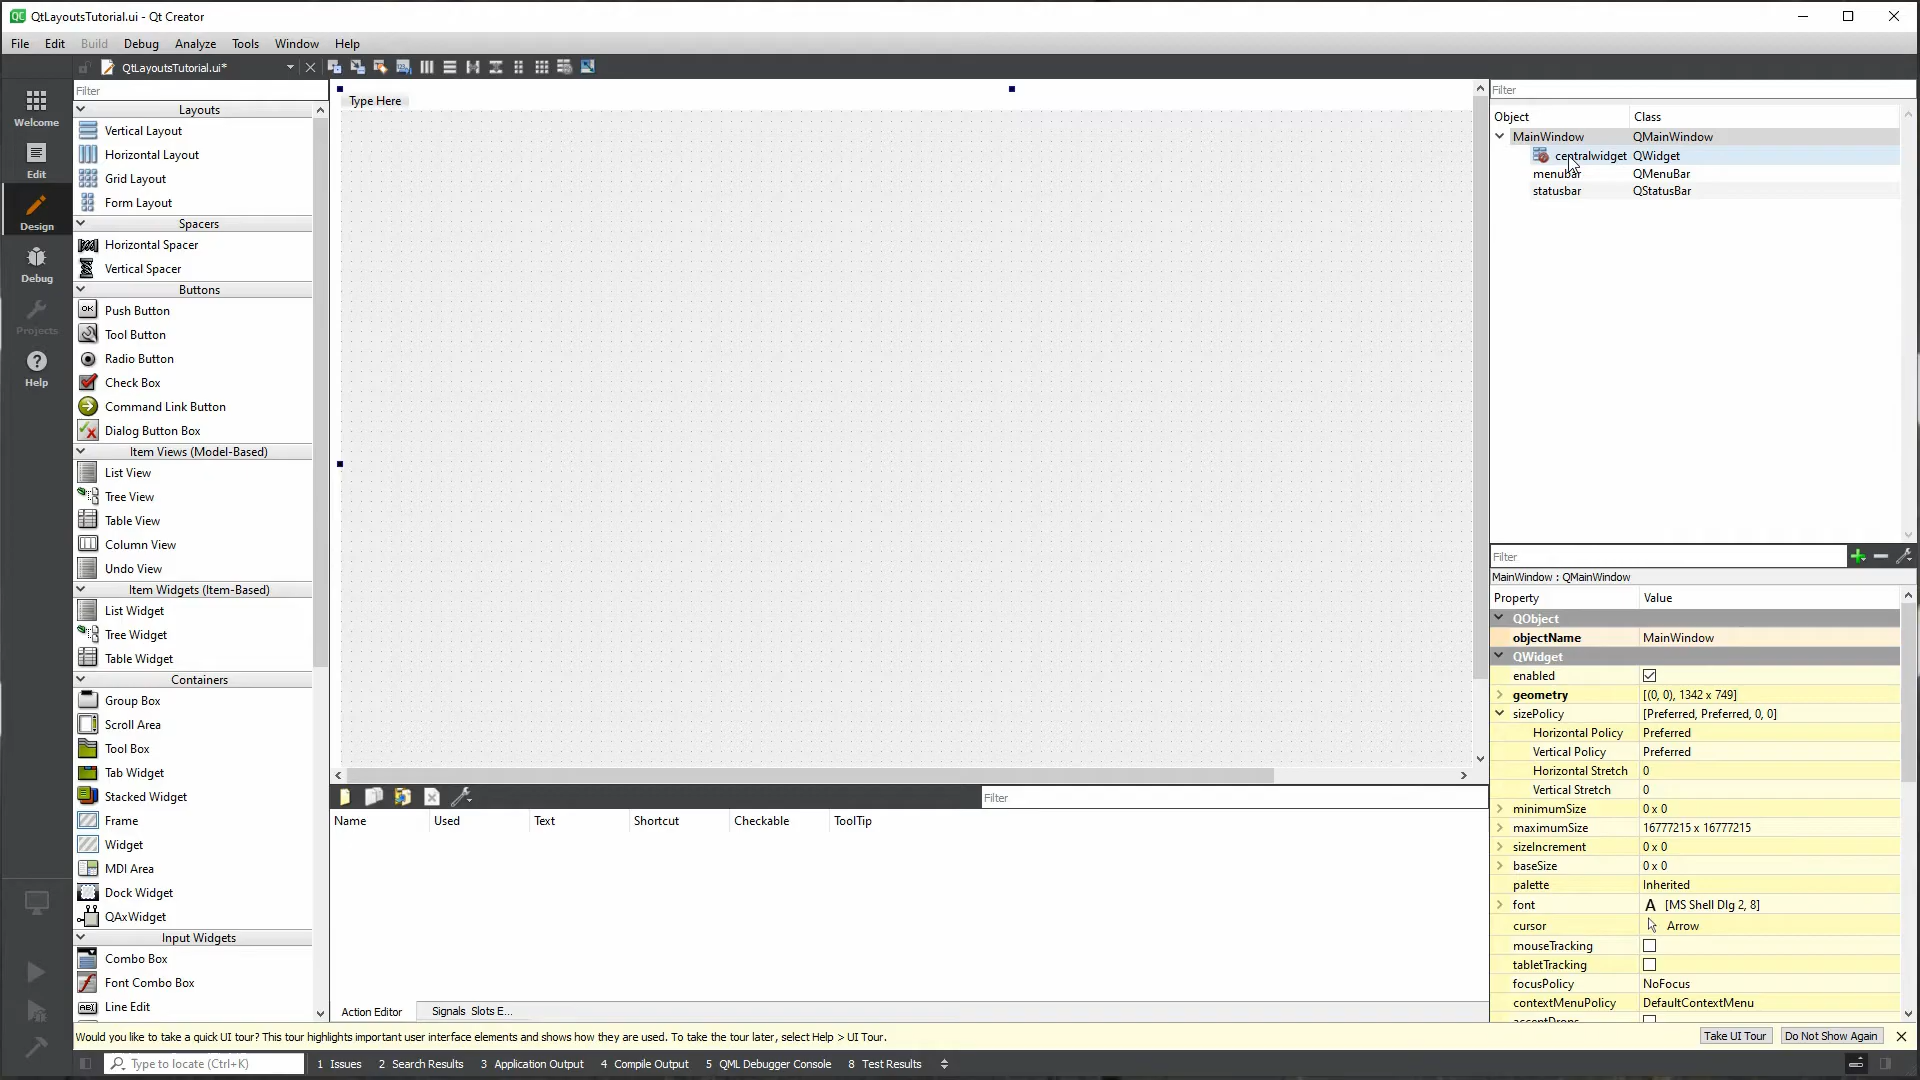 QtLayoutsTutorial.ui - Qt Creator
File Edit Build Debug Analyze Tools Window Help
QtLayoutsTutorial.ui*
Welcome
Edit
Design
Debug
Projects
Help
Filter
Layouts
Vertical Layout
Horizontal Layout
Grid Layout
Form Layout
Spacers
Horizontal Spacer
Vertical Spacer
Buttons
Push Button
Tool Button
Radio Button
Check Box
Command Link Button
Dialog Button Box
Item Views (Model-Based)
List View
Tree View
Table View
Column View
Undo View
Item Widgets (Item-Based)
List Widget
Tree Widget
Table Widget
Containers
Group Box
Scroll Area
Tool Box
Tab Widget
Stacked Widget
Frame
Widget
MDI Area
Dock Widget
QAxWidget
Input Widgets
Combo Box
Font Combo Box
Line Edit
Type Here
Filter
Name Used Text Shortcut Checkable ToolTip
Action Editor Signals Slots E...
Filter
Object Class
MainWindow QMainWindow
centralwidget QWidget
menubar QMenuBar
statusbar QStatusBar
Filter
MainWindow : QMainWindow
Property Value
QObject
objectName MainWindow
QWidget
enabled
geometry [(0, 0), 1342 x 749]
sizePolicy [Preferred, Preferred, 0, 0]
Horizontal Policy Preferred
Vertical Policy Preferred
Horizontal Stretch 0
Vertical Stretch 0
minimumSize 0 x 0
maximumSize 16777215 x 16777215
sizeIncrement 0 x 0
baseSize 0 x 0
palette Inherited
font A [MS Shell Dlg 2, 8]
cursor Arrow
mouseTracking
tabletTracking
focusPolicy NoFocus
contextMenuPolicy DefaultContextMenu
acceptDrops
Would you like to take a quick UI tour? This tour highlights important user interface elements and shows how they are used. To take the tour later, select Help > UI Tour.
Take UI Tour Do Not Show Again
Type to locate (Ctrl+K) 1 Issues 2 Search Results 3 Application Output 4 Compile Output 5 QML Debugger Console 8 Test Results